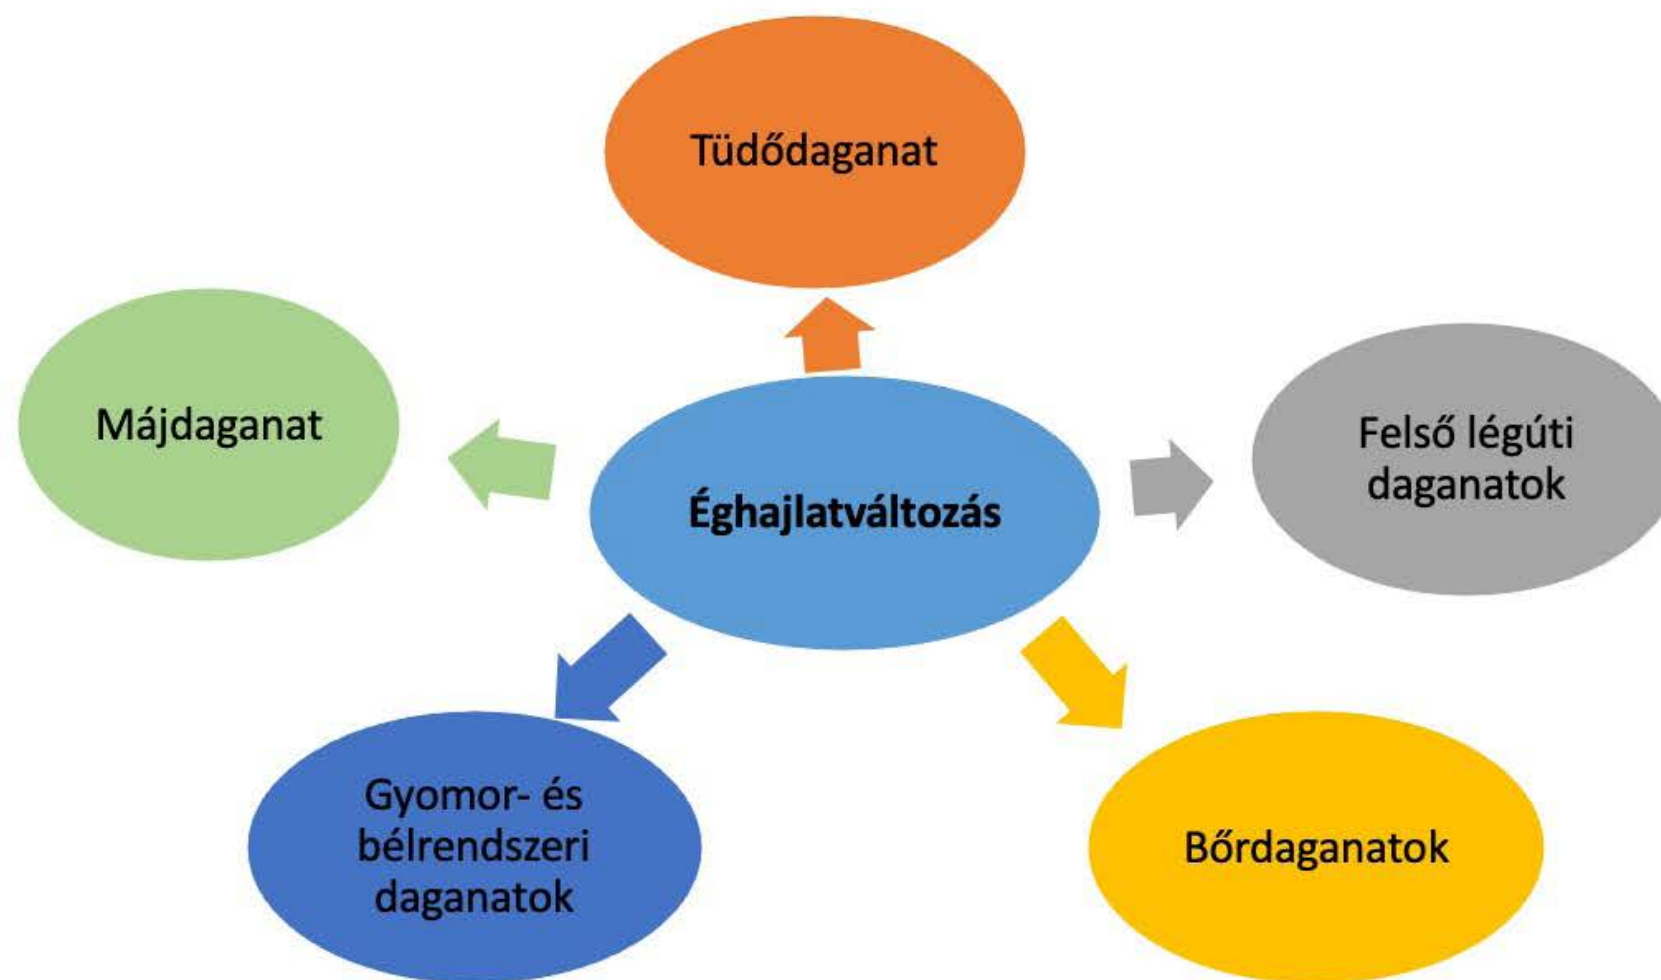 Tüdődaganat
Májdaganat
Felső légúti
daganatok
Éghajlatváltozás
Gyomor- és
bélrendszeri
daganatok
Bőrdaganatok